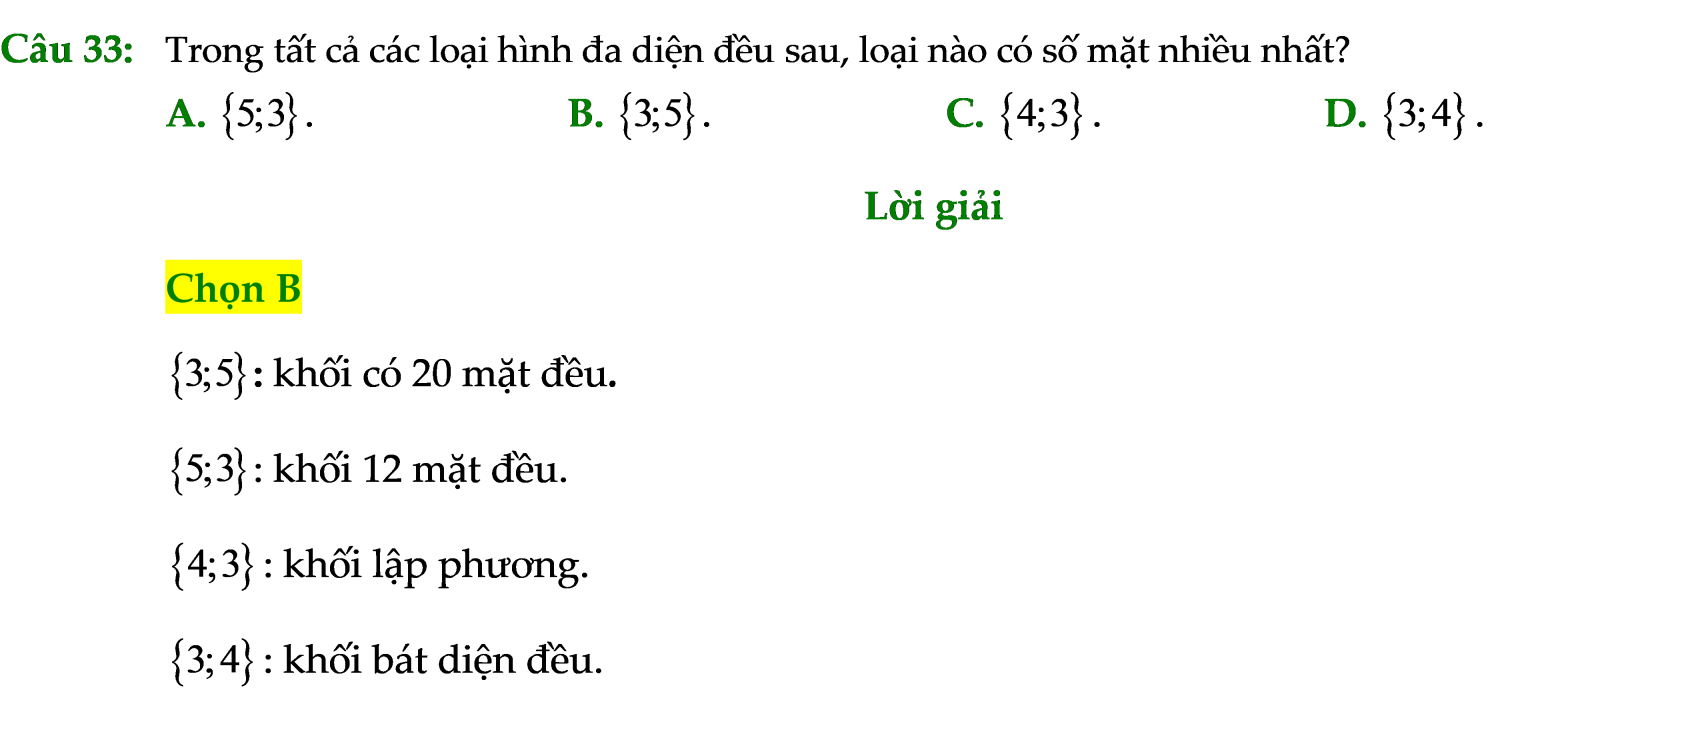 Câu 33: Trong tất cả các loại hình đa diện đều sau, loại nào có số mặt nhiều nhất?
A. {5;3}. B. {3;5}. C. {4;3}. D. {3;4}.
Lời giải
Chọn B
{3;5}: khối có 20 mặt đều.
{5;3}: khối 12 mặt đều.
{4;3}: khối lập phương.
{3;4}: khối bát diện đều.